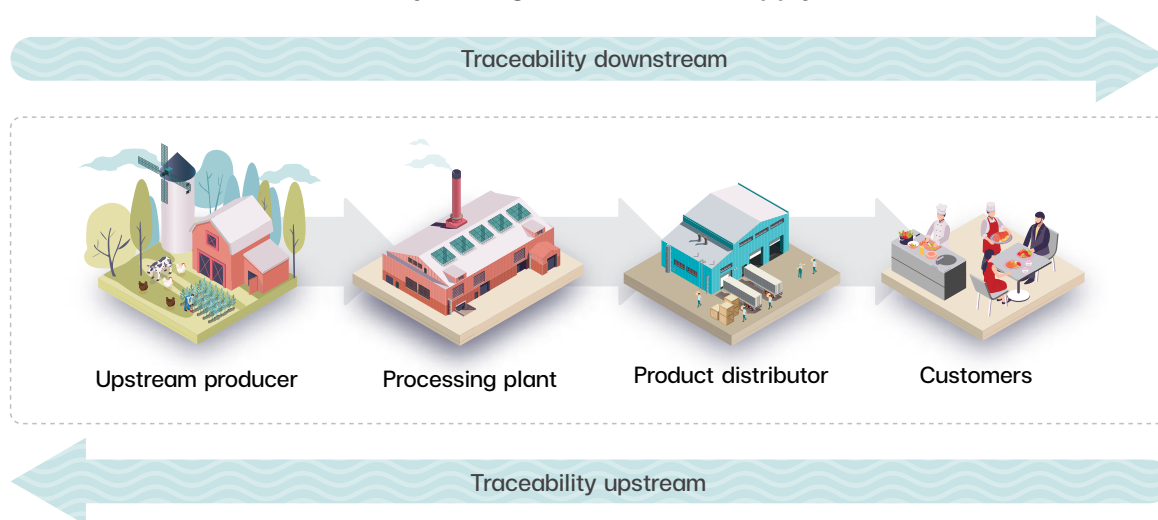 Traceability downstream
Upstream producer
Processing plant
Product distributor
Customers
Traceability upstream